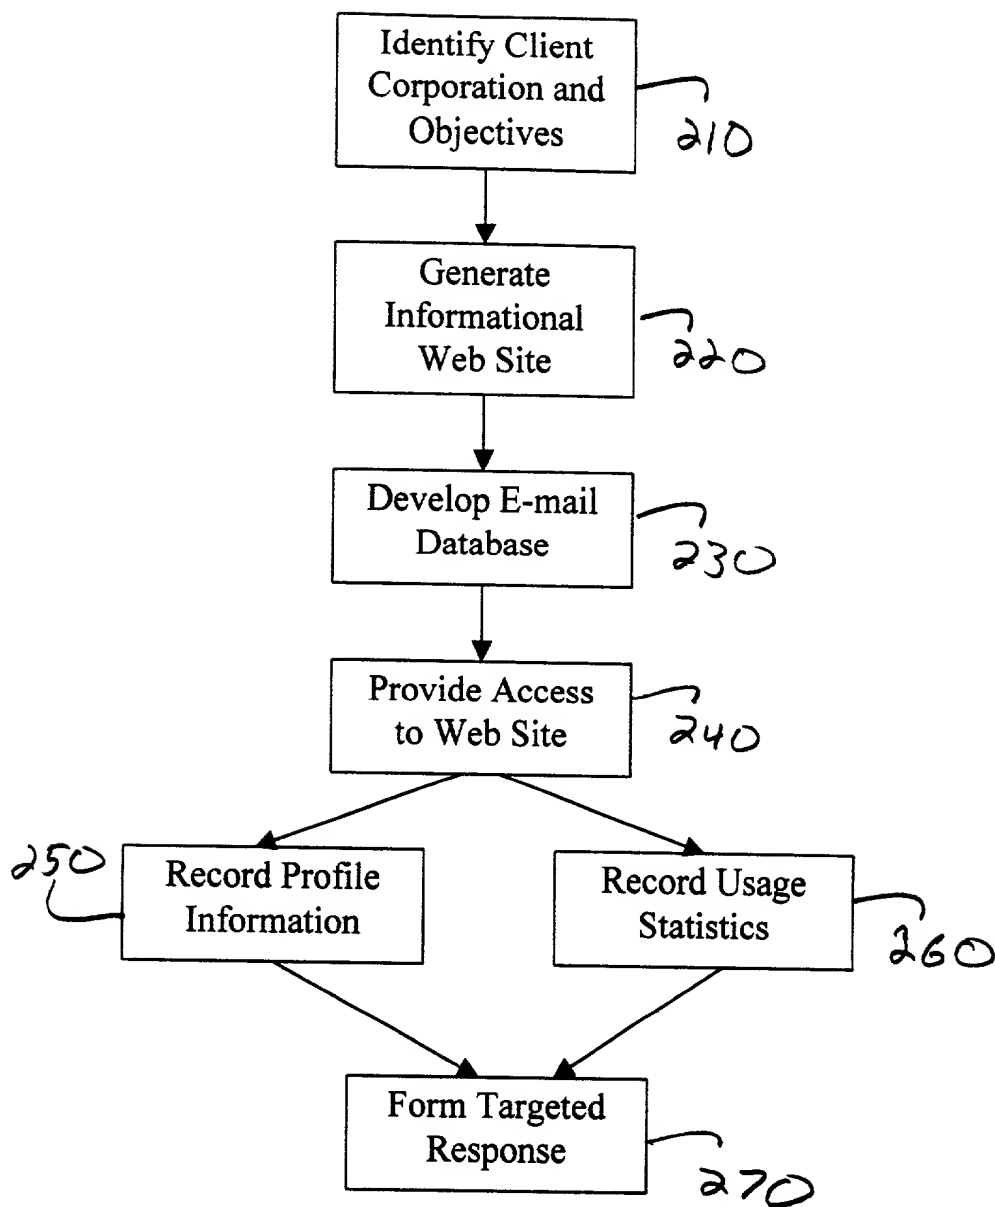 Identify Client
Corporation and
Objectives
210
Generate
Informational
Web Site
220
Develop E-mail
Database
230
Provide Access
to Web Site
240
250
Record Profile
Information
Record Usage
Statistics
260
Form Targeted
Response
270